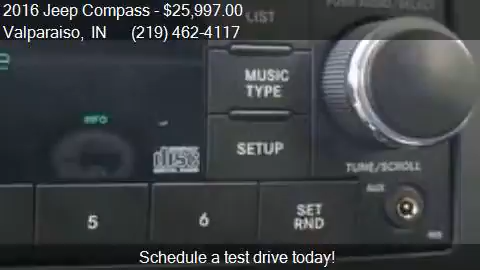 2016 Jeep Compass - $25,997.00
Valparaiso, IN (219) 462-4117
LIST
MUSIC TYPE
INFO
SETUP
disc
TUNE/SCROLL
AUX
5
6
SET RND
Schedule a test drive today!